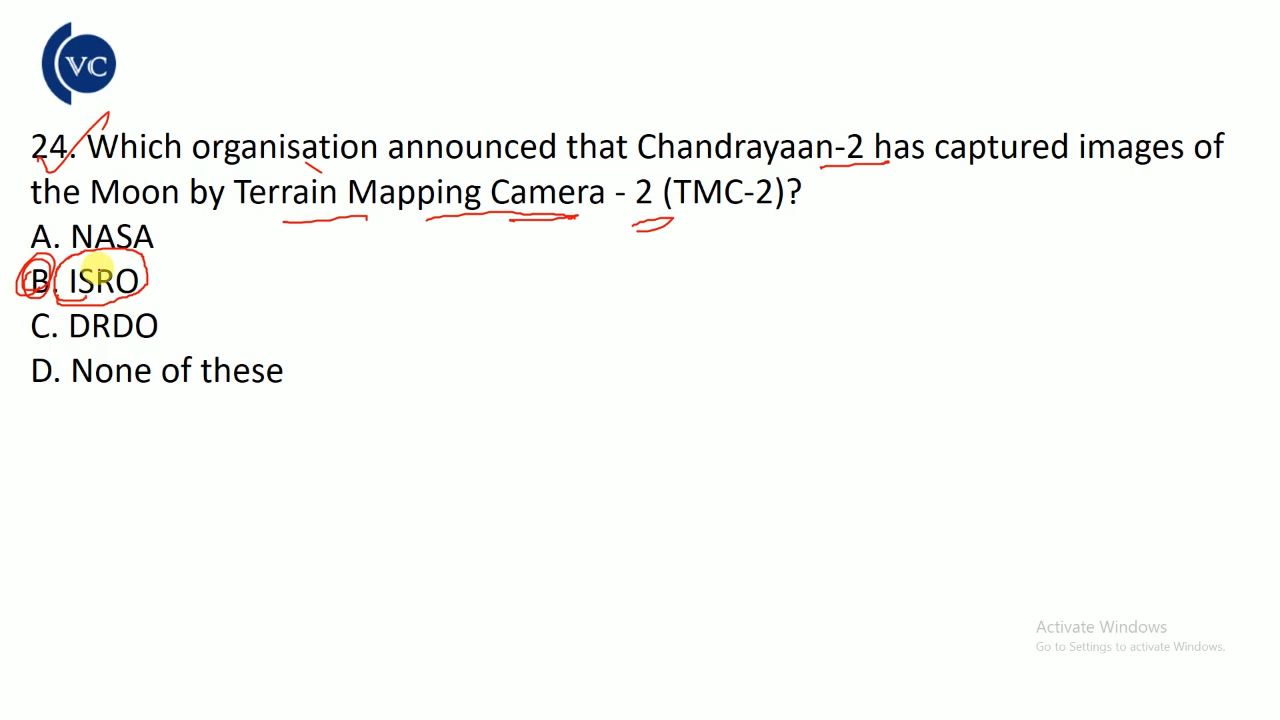 VC
24. Which organisation announced that Chandrayaan-2 has captured images of
the Moon by Terrain Mapping Camera - 2 (TMC-2)?
A. NASA
B. ISRO
C. DRDO
D. None of these
Activate Windows
Go to Settings to activate Windows.